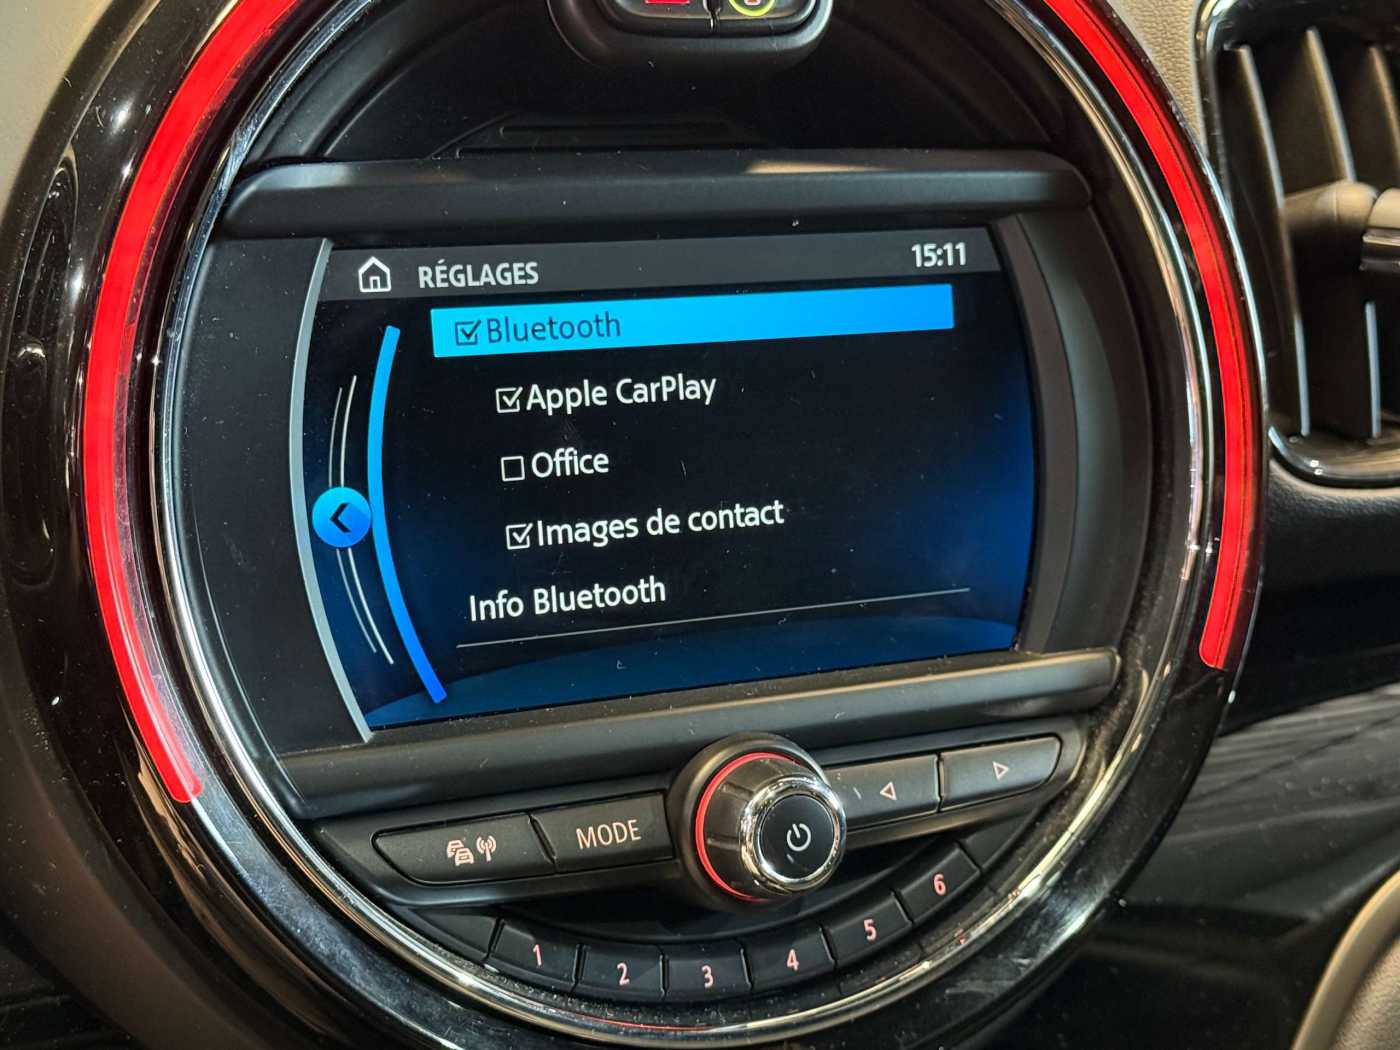 RÉGLAGES 15:11
Bluetooth
Apple CarPlay
Office
Images de contact
Info Bluetooth
MODE
1 2 3 4 5 6